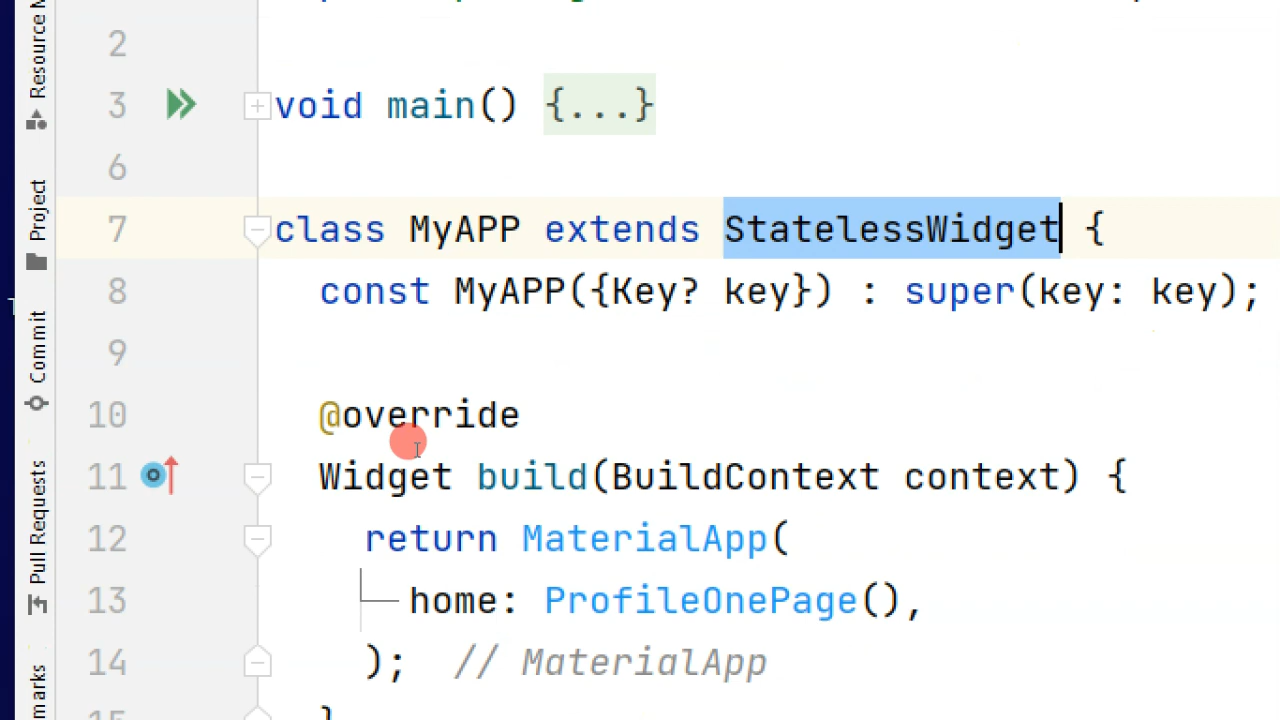 Resource M
Project
Commit
Pull Requests
marks
2
3 void main() {...}
6
7 class MyAPP extends StatelessWidget {
8 const MyAPP({Key? key}) : super(key: key);
9
10 @override
11 Widget build(BuildContext context) {
12 return MaterialApp(
13 home: ProfileOnePage(),
14 ); // MaterialApp
15 }